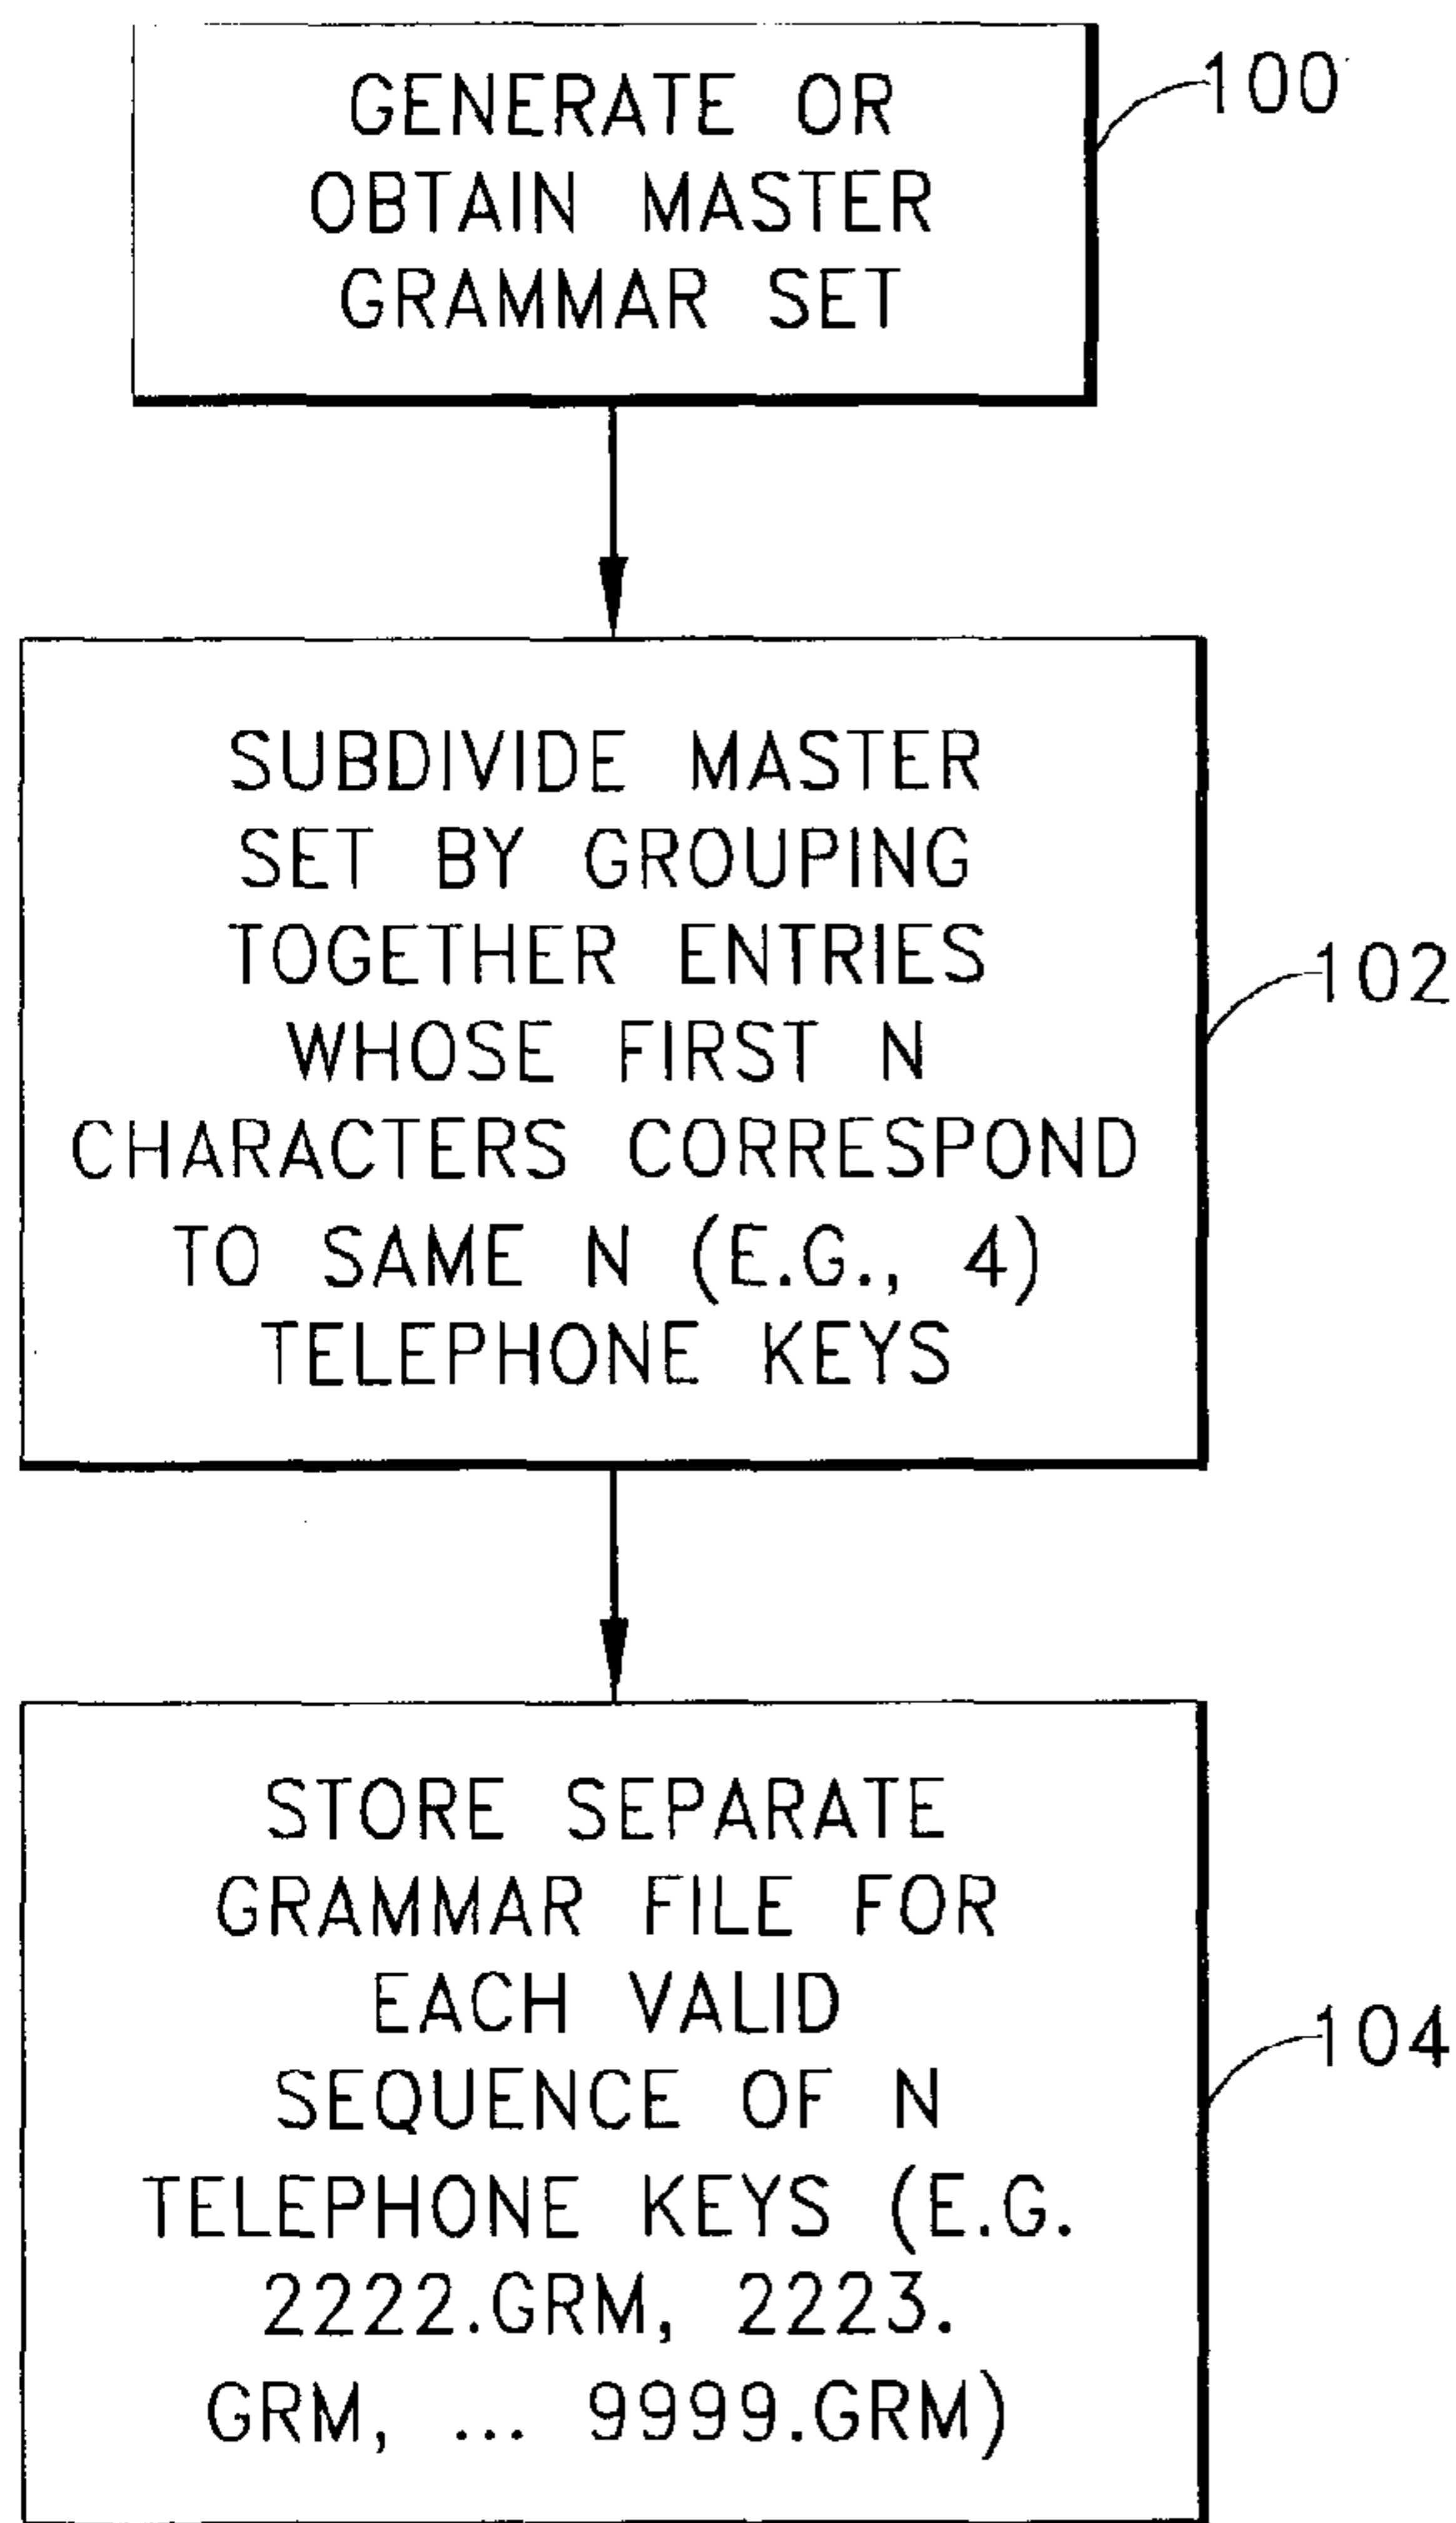 GENERATE OR
OBTAIN MASTER
GRAMMAR SET
100
SUBDIVIDE MASTER
SET BY GROUPING
TOGETHER ENTRIES
WHOSE FIRST N
CHARACTERS CORRESPOND
TO SAME N (E.G., 4)
TELEPHONE KEYS
102
STORE SEPARATE
GRAMMAR FILE FOR
EACH VALID
SEQUENCE OF N
TELEPHONE KEYS (E.G.
2222.GRM, 2223.
GRM, ... 9999.GRM)
104